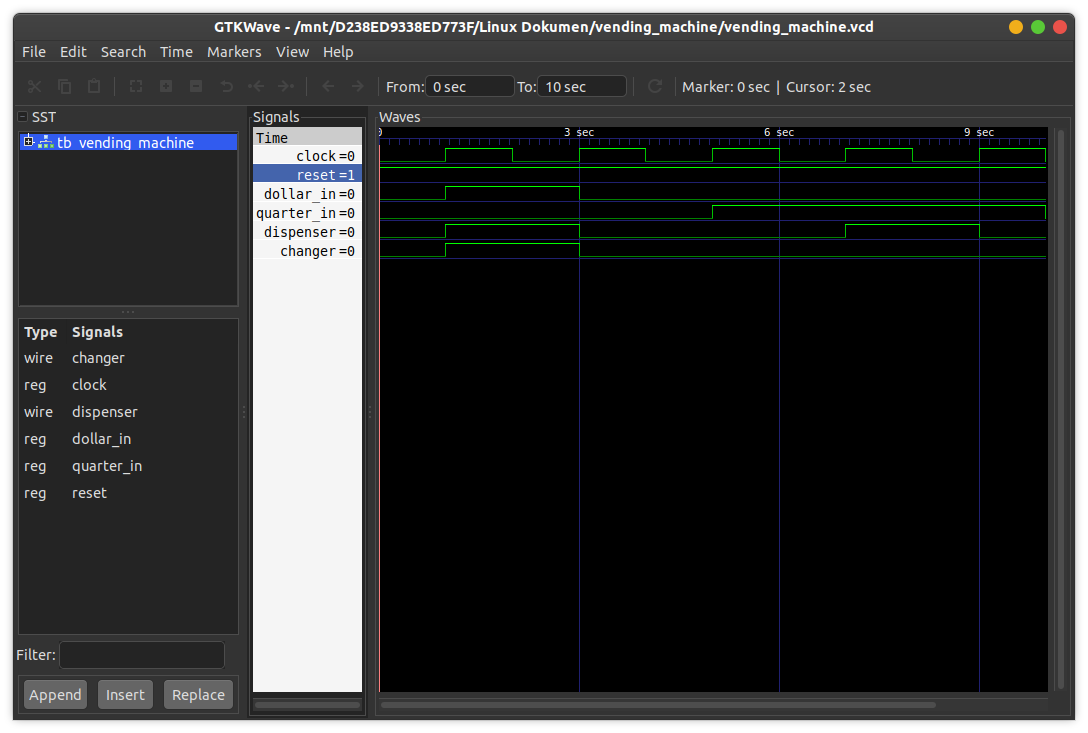 GTKWave - /mnt/D238ED9338ED773F/Linux Dokumen/vending_machine/vending_machine.vcd
File Edit Search Time Markers View Help
From: 0 sec To: 10 sec Marker: 0 sec | Cursor: 2 sec
SST
tb_vending_machine
Type Signals
wire changer
reg clock
wire dispenser
reg dollar_in
reg quarter_in
reg reset
Filter:
Append Insert Replace
Signals
Time
clock=0
reset=1
dollar_in=0
quarter_in=0
dispenser=0
changer=0
Waves
0 3 sec 6 sec 9 sec